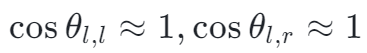 cos θ_{l,l} ≈ 1, cos θ_{l,r} ≈ 1